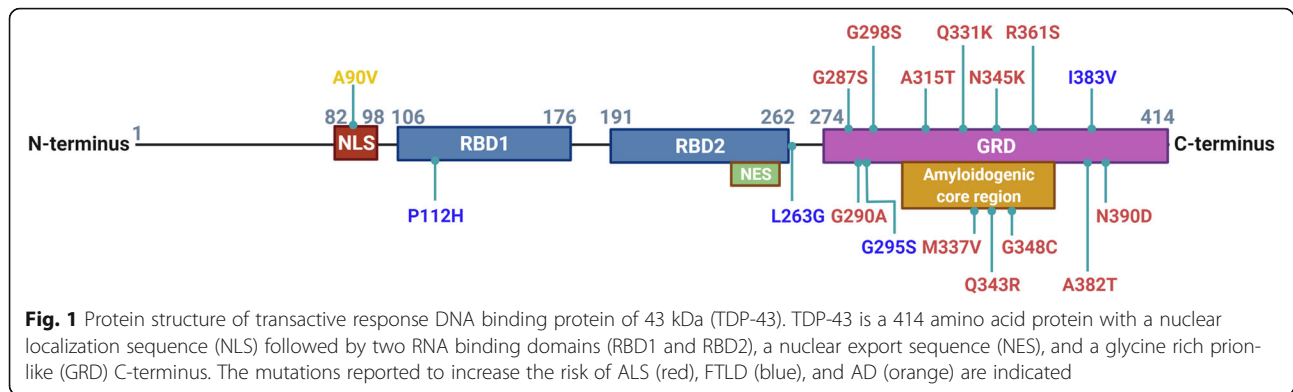 G298S Q331K R361S
A90V G287S A315T N345K I383V
82 98 106 176 191 262 274 414
N-terminus 1 NLS RBD1 RBD2 GRD C-terminus
NES Amyloidogenic
core region
P112H L263G G290A N390D
G295S M337V G348C
Q343R A382T
Fig. 1 Protein structure of transactive response DNA binding protein of 43 kDa (TDP-43). TDP-43 is a 414 amino acid protein with a nuclear
localization sequence (NLS) followed by two RNA binding domains (RBD1 and RBD2), a nuclear export sequence (NES), and a glycine rich prion-
like (GRD) C-terminus. The mutations reported to increase the risk of ALS (red), FTLD (blue), and AD (orange) are indicated